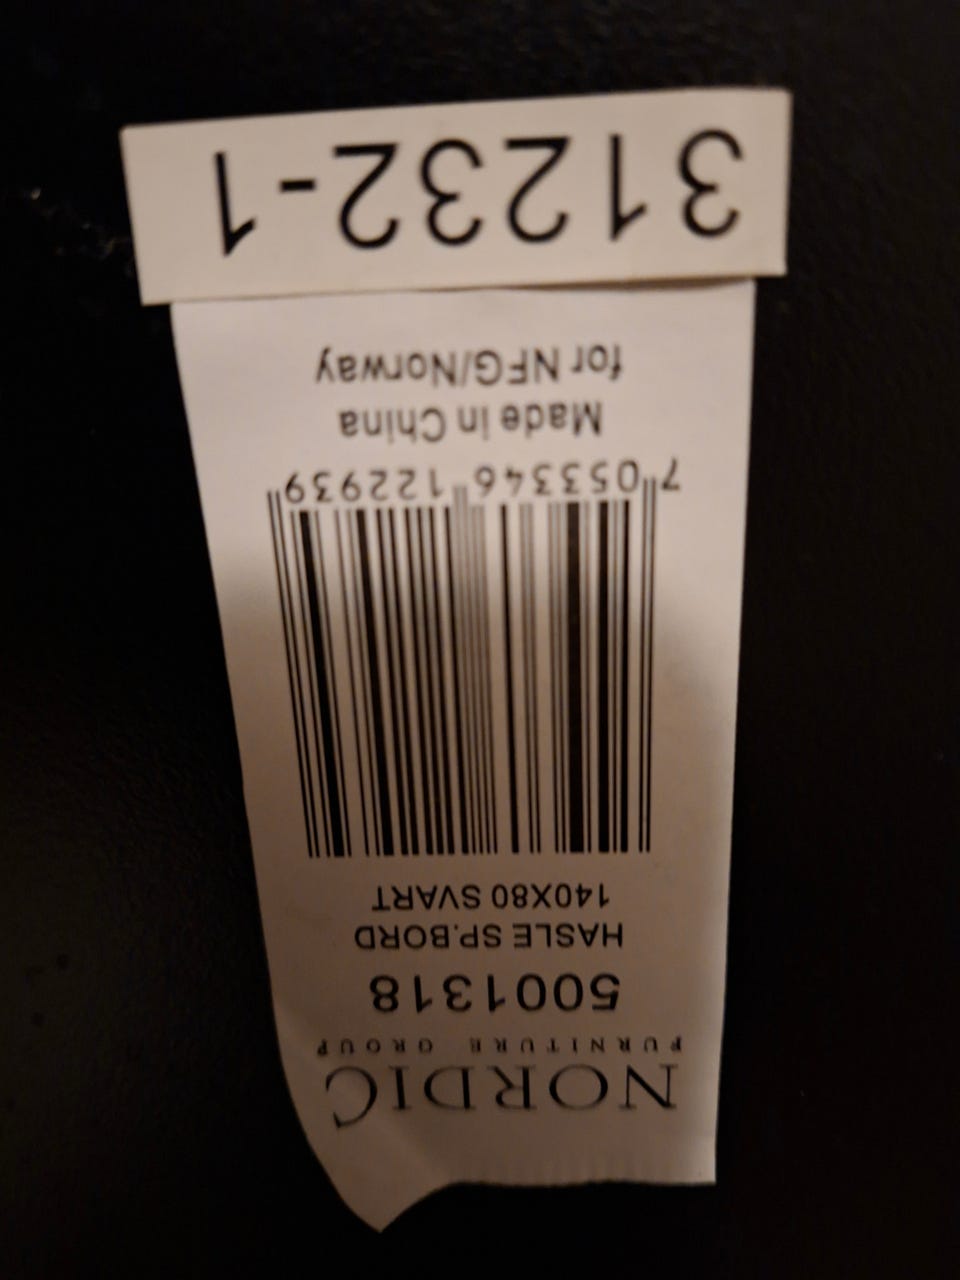 NORDIC
FURNITURE GROUP
5001318
HASLE SP.BORD
140X80 SVART
7 053346 122939
Made in China
for NFG/Norway
31232-1